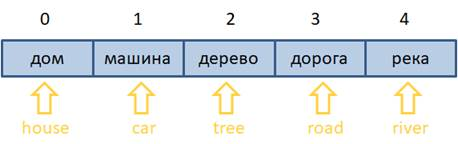 0 1 2 3 4
дом машина дерево дорога река
house car tree road river